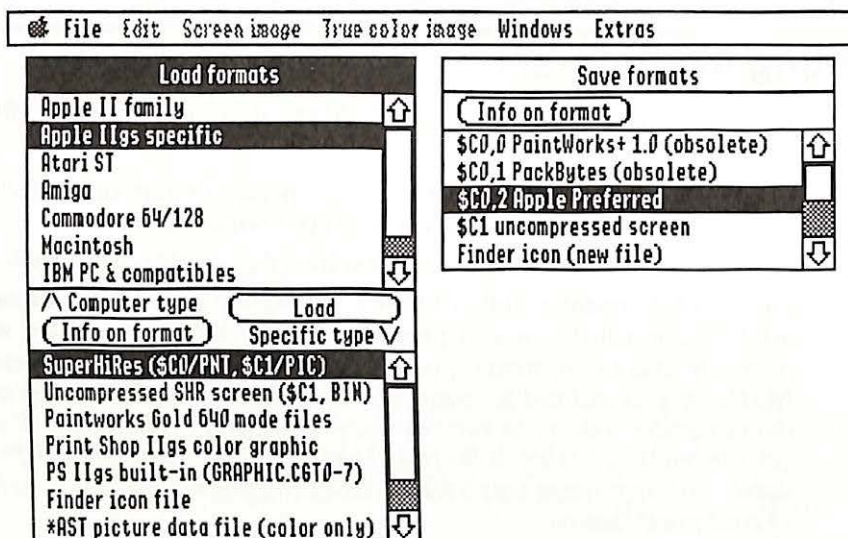 File Edit Screen image True color image Windows Extras
Load formats
Apple II family
Apple IIgs specific
Atari ST
Amiga
Commodore 64/128
Macintosh
IBM PC & compatibles
/\ Computer type Load
Info on format Specific type \/
SuperHiRes ($C0/PNT,$C1/PIC)
Uncompressed SHR screen ($C1, BIN)
Paintworks Gold 640 mode files
Print Shop IIgs color graphic
PS IIgs built-in (GRAPHIC.CGT0-7)
Finder icon file
*AST picture data file (color only)
Save formats
Info on format
$C0,0 PaintWorks+ 1.0 (obsolete)
$C0,1 PackBytes (obsolete)
$C0,2 Apple Preferred
$C1 uncompressed screen
Finder icon (new file)